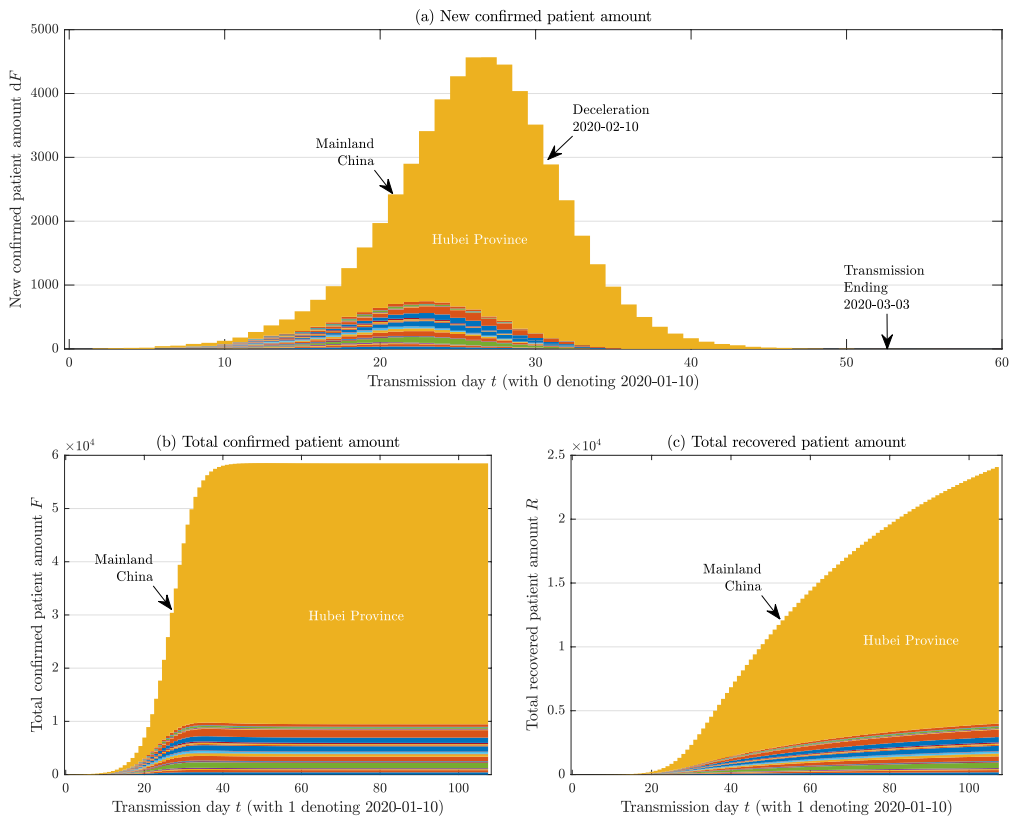 (a) New confirmed patient amount
5000
4000
3000
2000
1000
0
New confirmed patient amount dF
Mainland
China
Deceleration
2020-02-10
Hubei Province
Transmission
Ending
2020-03-03
0 10 20 30 40 50 60
Transmission day t (with 0 denoting 2020-01-10)
(b) Total confirmed patient amount
×10^4
6
5
4
3
2
1
0
Total confirmed patient amount F
Mainland
China
Hubei Province
0 20 40 60 80 100
Transmission day t (with 1 denoting 2020-01-10)
(c) Total recovered patient amount
×10^4
2.5
2
1.5
1
0.5
0
Total recovered patient amount R
Mainland
China
Hubei Province
0 20 40 60 80 100
Transmission day t (with 1 denoting 2020-01-10)